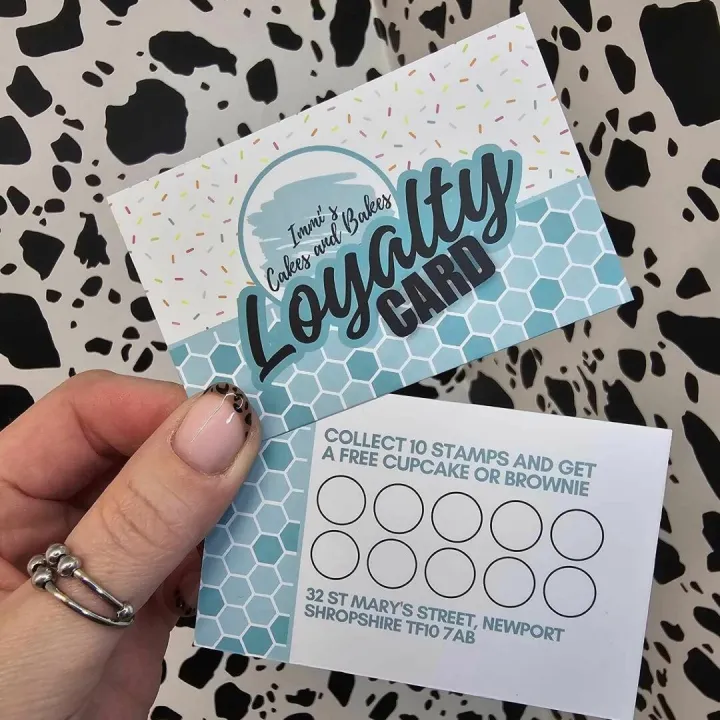 Immi's
Cakes and Bakes
Loyalty
CARD
COLLECT 10 STAMPS AND GET
A FREE CUPCAKE OR BROWNIE
32 ST MARY'S STREET, NEWPORT
SHROPSHIRE TF10 7AB